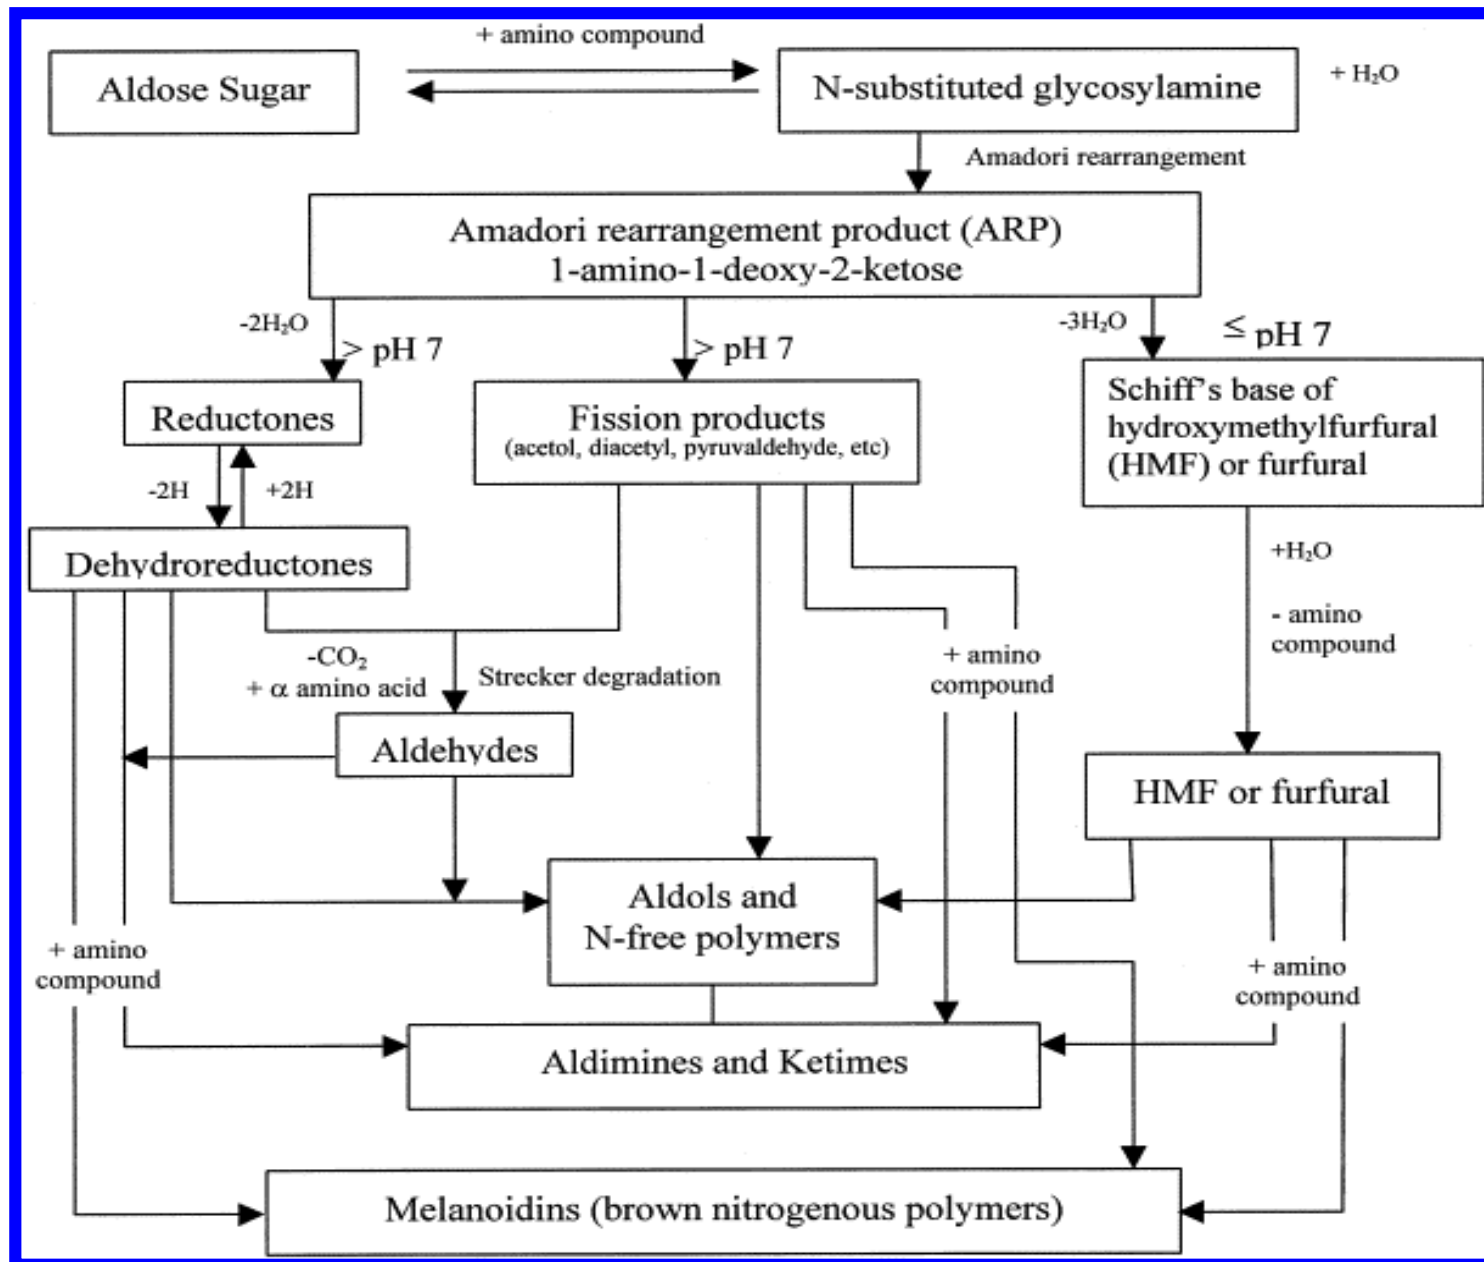 + amino compound
Aldose Sugar
N-substituted glycosylamine
+ H₂O
Amadori rearrangement
Amadori rearrangement product (ARP)
1-amino-1-deoxy-2-ketose
-2H₂O
> pH 7
> pH 7
-3H₂O
≤ pH 7
Reductones
Fission products
(acetol, diacetyl, pyruvaldehyde, etc)
Schiff's base of
hydroxymethylfurfural
(HMF) or furfural
-2H
+2H
Dehydroreductones
+H₂O
- amino
compound
-CO₂
+ α amino acid
Strecker degradation
+ amino
compound
Aldehydes
HMF or furfural
Aldols and
N-free polymers
+ amino
compound
+ amino
compound
Aldimines and Ketimes
Melanoidins (brown nitrogenous polymers)